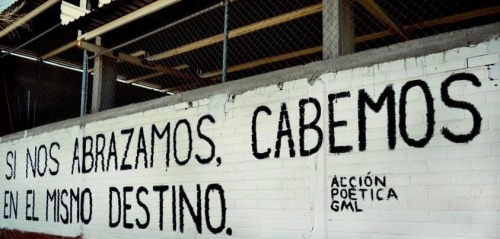 SI NOS ABRAZAMOS, CABEMOS
EN EL MISMO DESTINO.
ACCIÓN
POÉTICA
GML